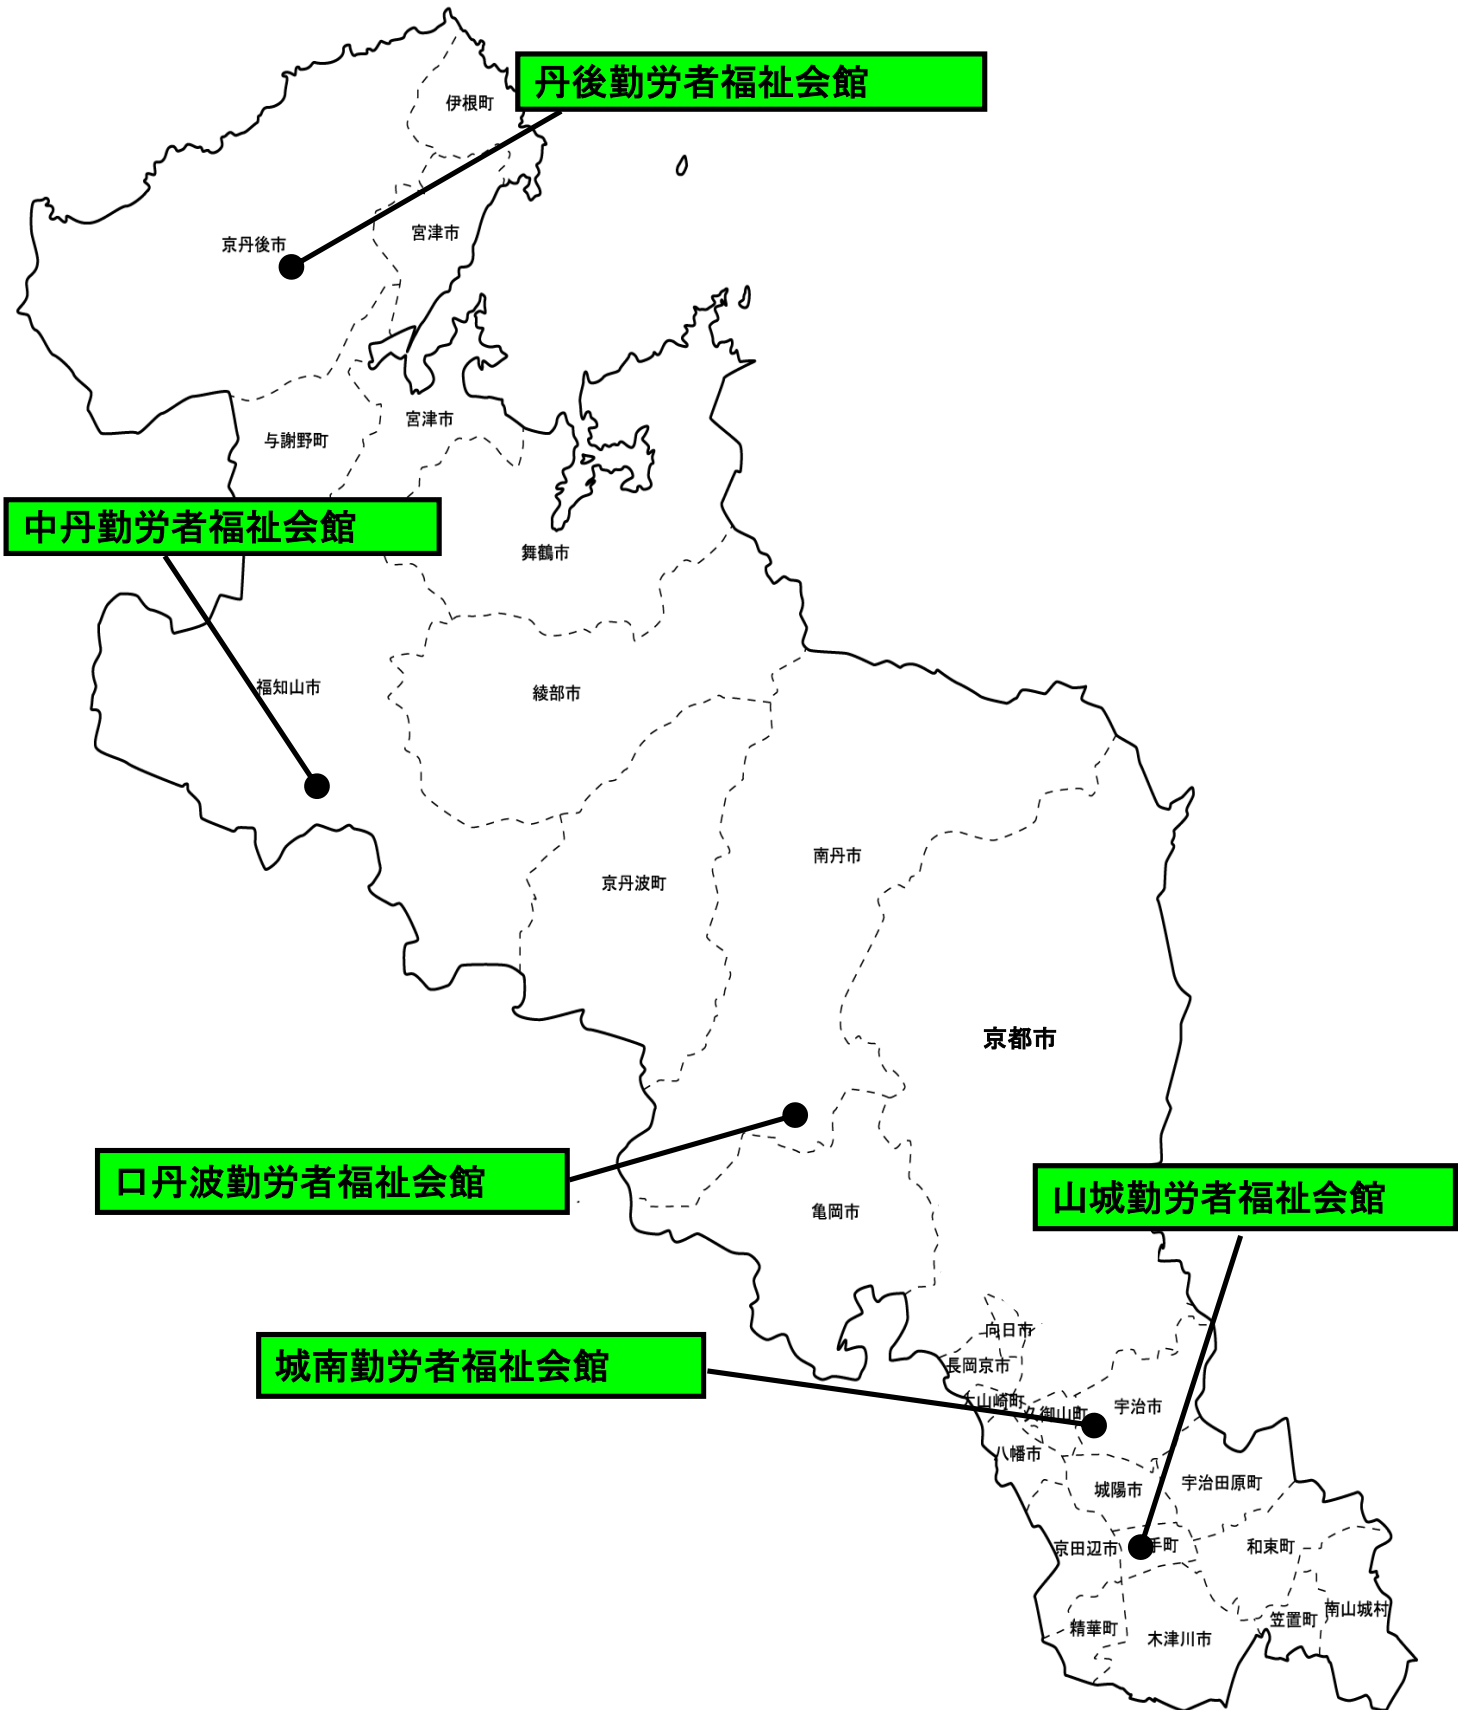 丹後勤労者福祉会館
伊根町
宮津市
京丹後市
宮津市
与謝野町
中丹勤労者福祉会館
舞鶴市
福知山市
綾部市
南丹市
京丹波町
京都市
口丹波勤労者福祉会館
山城勤労者福祉会館
亀岡市
向日市
城南勤労者福祉会館
長岡京市
大山崎町
久御山町
宇治市
八幡市
城陽市
宇治田原町
京田辺市
手町
和束町
南山城村
笠置町
精華町
木津川市